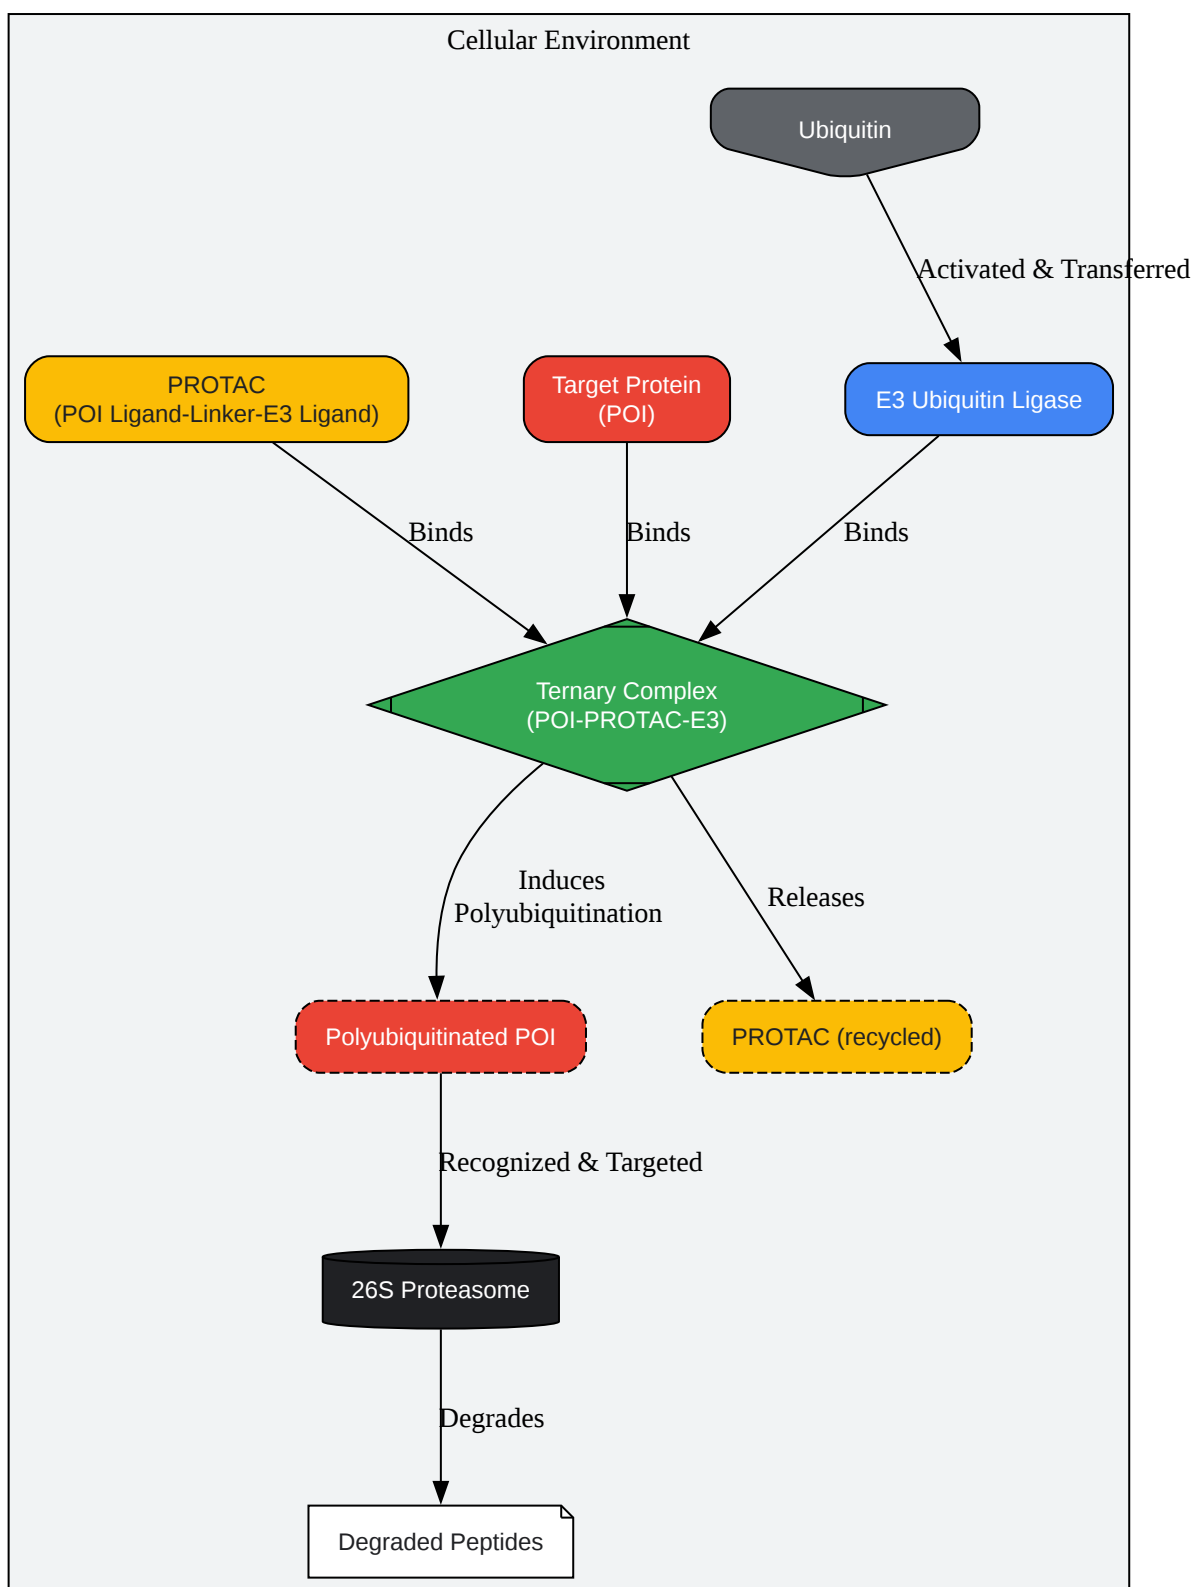 Cellular Environment
Ubiquitin
Activated & Transferred
PROTAC
(POI Ligand-Linker-E3 Ligand)
Target Protein
(POI)
E3 Ubiquitin Ligase
Binds
Binds
Binds
Ternary Complex
(POI-PROTAC-E3)
Induces
Polyubiquitination
Releases
Polyubiquitinated POI
PROTAC (recycled)
Recognized & Targeted
26S Proteasome
Degrades
Degraded Peptides